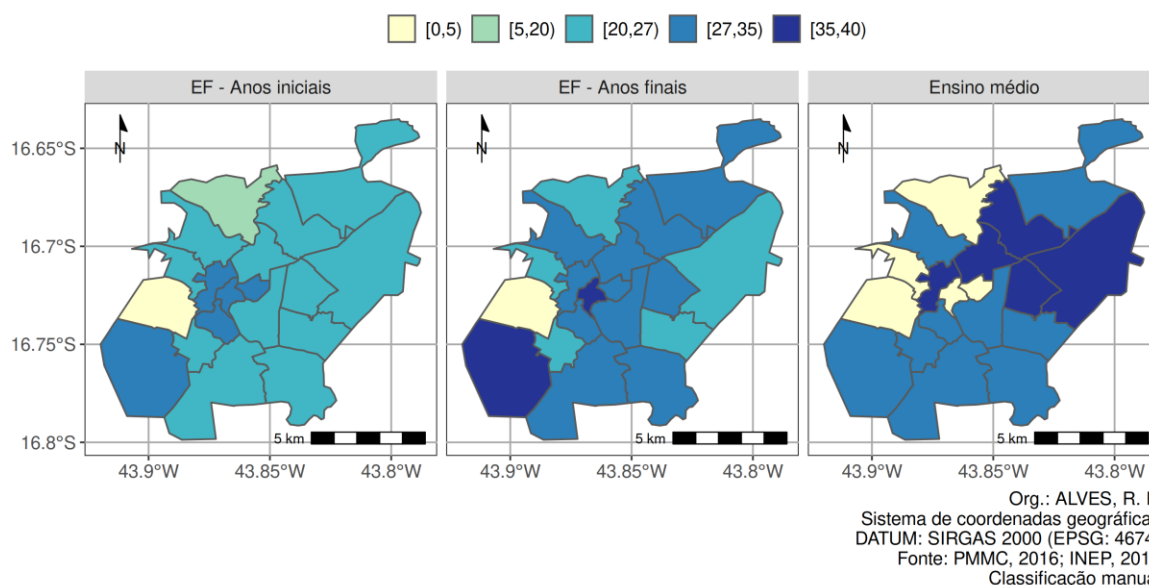 [0,5) [5,20) [20,27) [27,35) [35,40)
EF - Anos iniciais EF - Anos finais Ensino médio
N N N
16.65°S
16.7°S
16.75°S
16.8°S
5 km 5 km 5 km
43.9°W 43.85°W 43.8°W 43.9°W 43.85°W 43.8°W 43.9°W 43.85°W 43.8°W
Org.: ALVES, R.
Sistema de coordenadas
DATUM: SIRGAS 2000 (EPSG: 4674
Fonte: PMMC, 2016; INEP,
Classificação